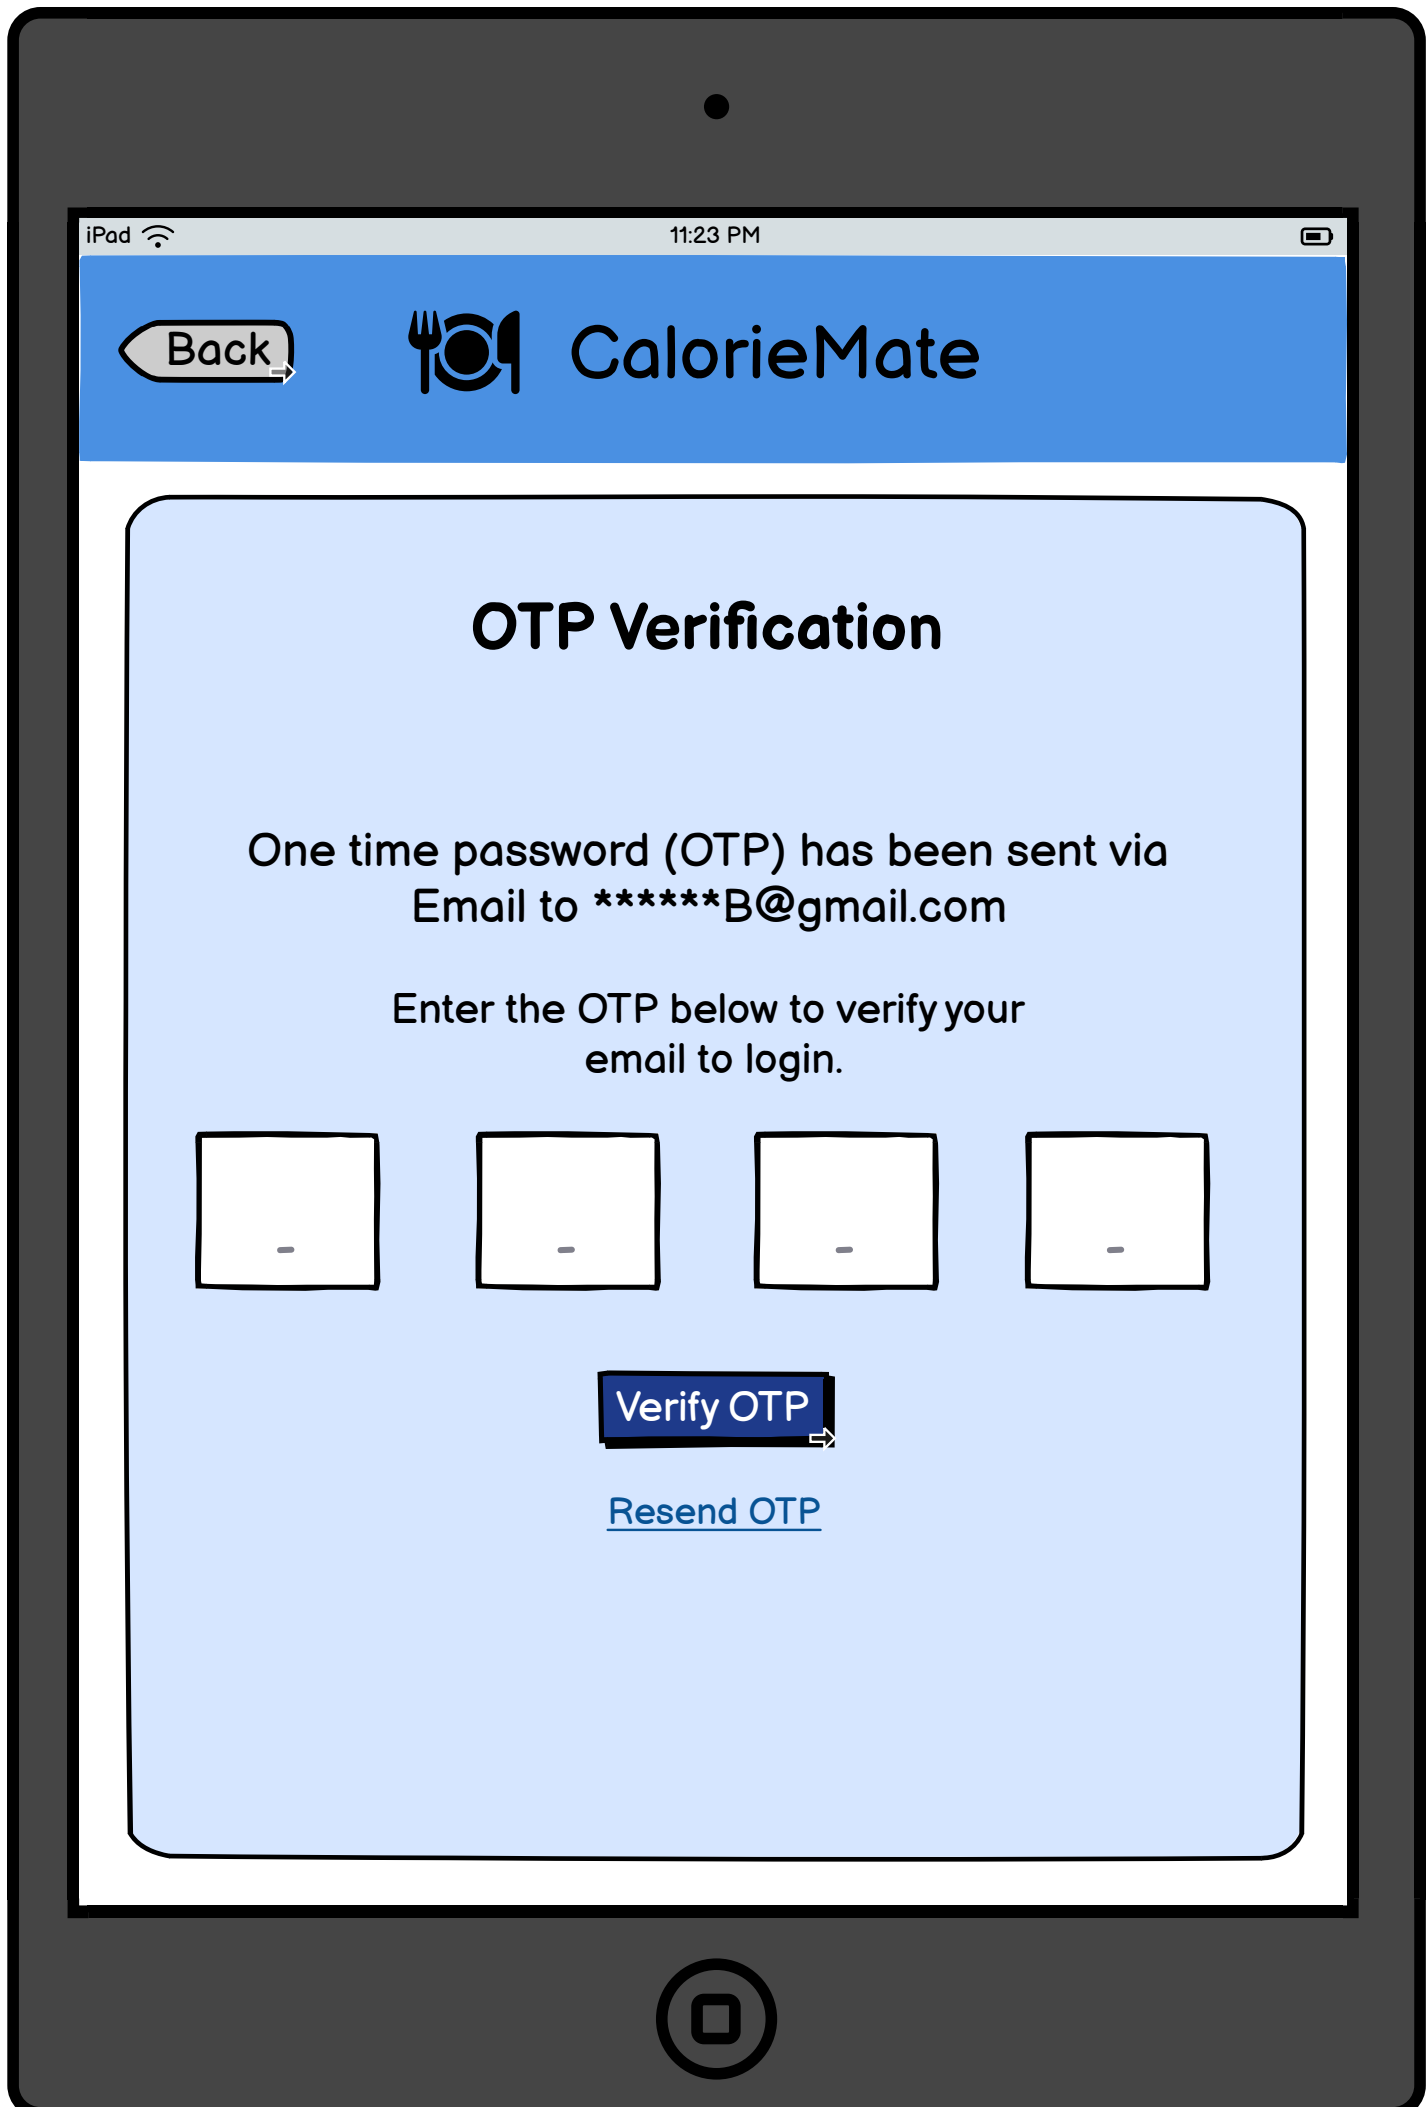 iPad
11:23 PM
Back
CalorieMate
OTP Verification
One time password (OTP) has been sent via
Email to ******B@gmail.com
Enter the OTP below to verify your
email to login.
- - - -
Verify OTP
Resend OTP